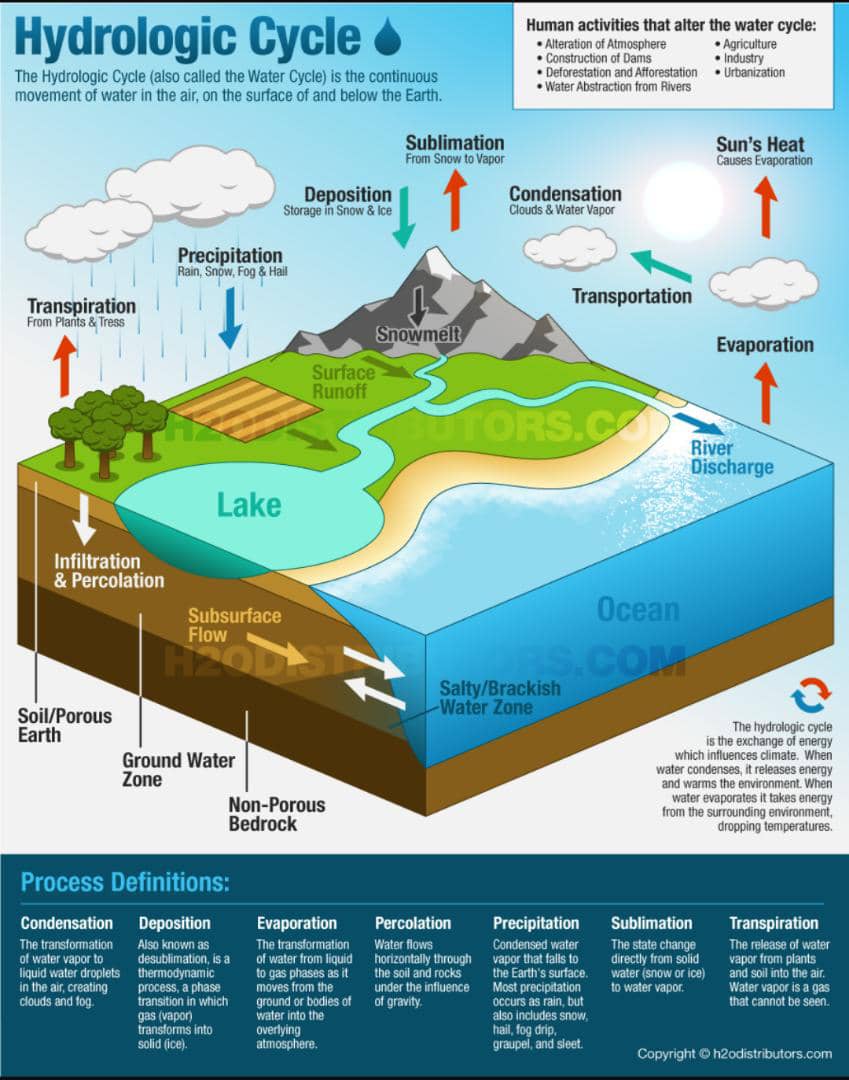 Hydrologic Cycle
The Hydrologic Cycle (also called the Water Cycle) is the continuous
movement of water in the air, on the surface of and below the Earth.
Human activities that alter the water cycle:
• Alteration of Atmosphere
• Construction of Dams
• Deforestation and Afforestation
• Water Abstraction from Rivers
• Agriculture
• Industry
• Urbanization
Sublimation
From Snow to Vapor
Sun's Heat
Causes Evaporation
Deposition
Storage in Snow & Ice
Condensation
Clouds & Water Vapor
Precipitation
Rain, Snow, Fog & Hail
Transportation
Transpiration
From Plants & Tress
Snowmelt
Evaporation
Surface
Runoff
H2ODISTRIBUTORS.COM
River
Discharge
Lake
Infiltration
& Percolation
Ocean
Subsurface
Flow
H2ODISTRIBUTORS.COM
Salty/Brackish
Water Zone
Soil/Porous
Earth
Ground Water
Zone
Non-Porous
Bedrock
The hydrologic cycle
is the exchange of energy
which influences climate. When
water condenses, it releases energy
and warms the environment. When
water evaporates it takes energy
from the surrounding environment,
dropping temperatures.
Process Definitions:
Condensation
The transformation
of water vapor to
liquid water droplets
in the air, creating
clouds and fog.
Deposition
Also known as
desublimation, is a
thermodynamic
process, a phase
transition in which
gas (vapor)
transforms into
solid (ice).
Evaporation
The transformation
of water from liquid
to gas phases as it
moves from the
ground or bodies of
water into the
overlying
atmosphere.
Percolation
Water flows
horizontally through
the soil and rocks
under the influence
of gravity.
Precipitation
Condensed water
vapor that falls to
the Earth's surface.
Most precipitation
occurs as rain, but
also includes snow,
hail, fog drip,
graupel, and sleet.
Sublimation
The state change
directly from solid
water (snow or ice)
to water vapor.
Transpiration
The release of water
vapor from plants
and soil into the air.
Water vapor is a gas
that cannot be seen.
Copyright © h2odistributors.com